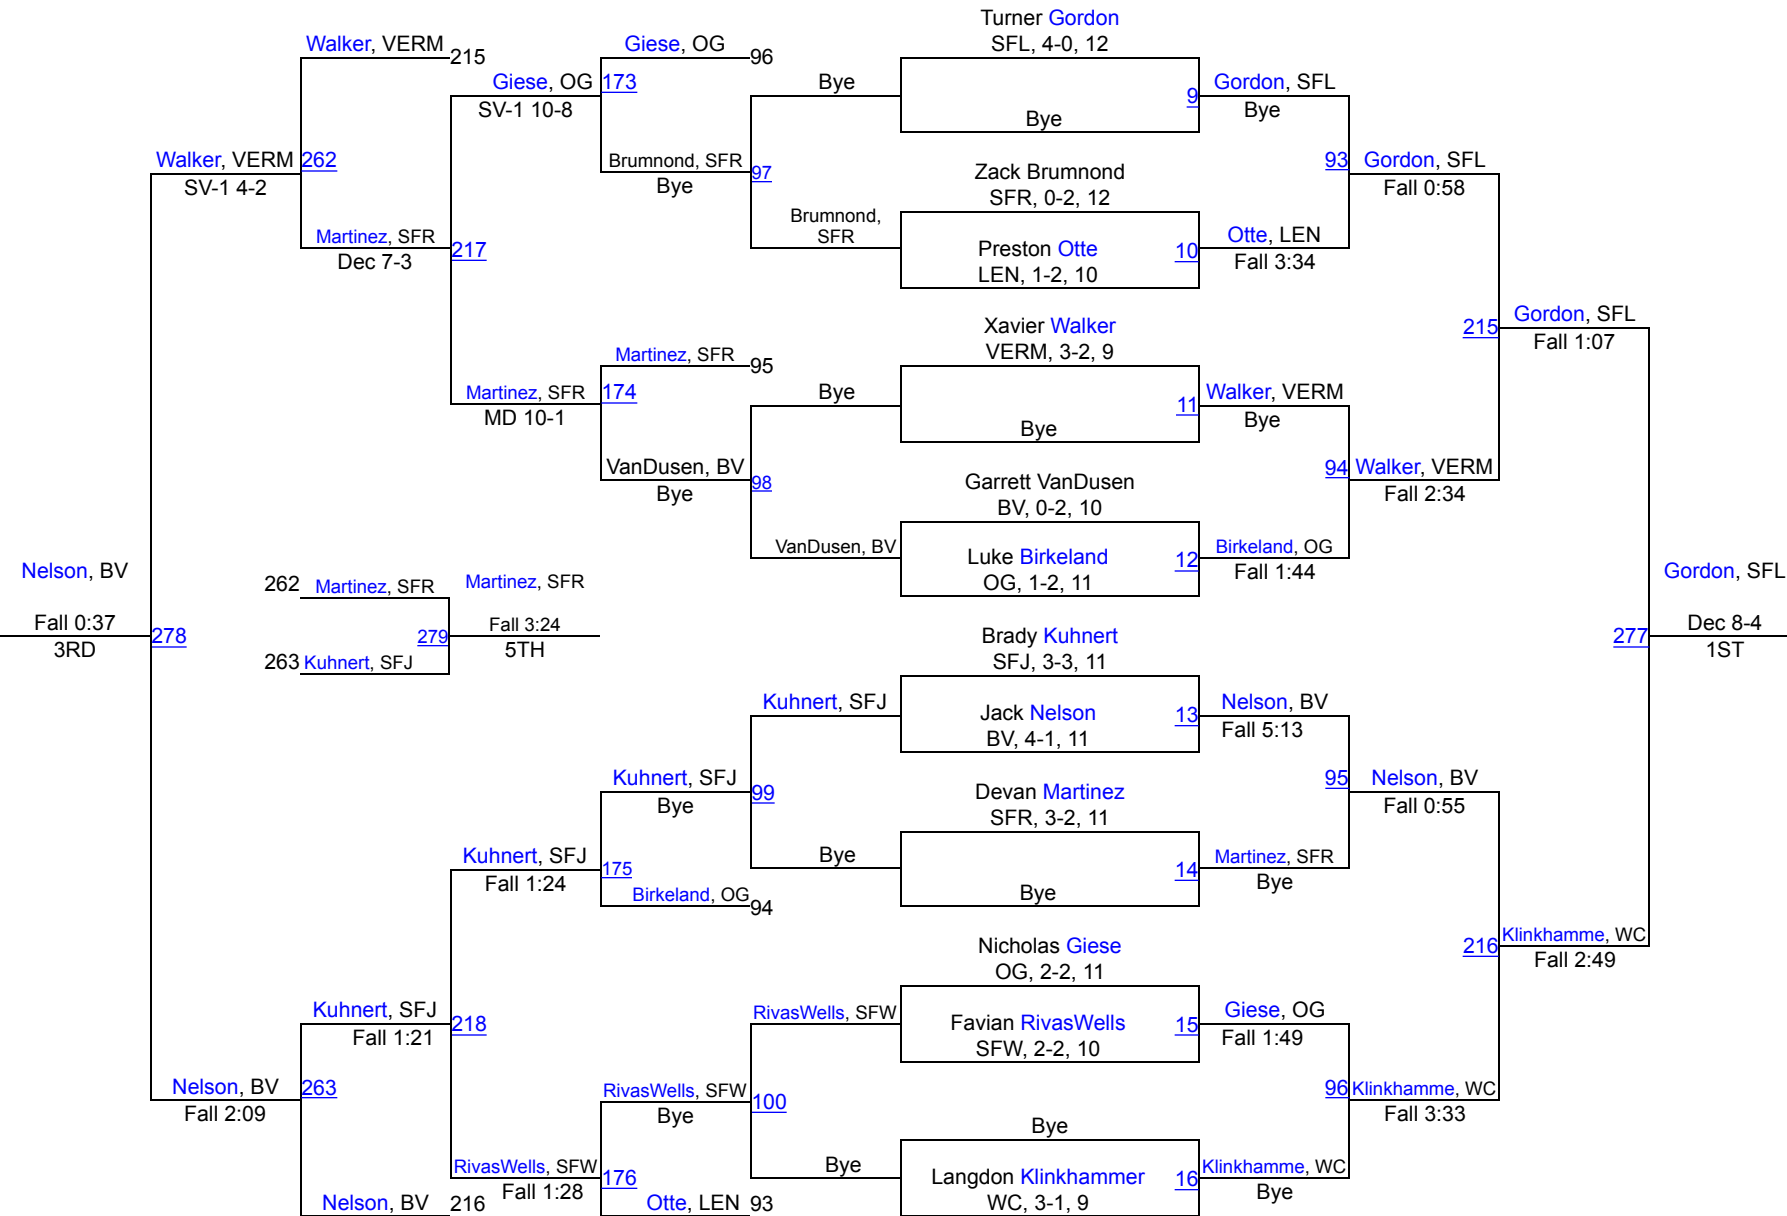 Turner Gordon
SFL, 4-0, 12
Walker, VERM
215
Giese, OG
96
Giese, OG
173
SV-1 10-8
Bye
Bye
9
Gordon, SFL
Bye
Walker, VERM
262
SV-1 4-2
Brumnond, SFR
97
Bye
Zack Brumnond
SFR, 0-2, 12
93
Gordon, SFL
Fall 0:58
Martinez, SFR
217
Dec 7-3
Brumnond,
SFR
Preston Otte
10
LEN, 1-2, 10
Otte, LEN
Fall 3:34
Xavier Walker
VERM, 3-2, 9
215
Gordon, SFL
Fall 1:07
Martinez, SFR
95
Martinez, SFR
174
MD 10-1
Bye
Bye
11
Walker, VERM
Bye
VanDusen, BV
98
Bye
Garrett VanDusen
BV, 0-2, 10
94
Walker, VERM
Fall 2:34
VanDusen, BV
Luke Birkeland
12
OG, 1-2, 11
Birkeland, OG
Fall 1:44
Nelson, BV
Fall 0:37
278
3RD
262
Martinez, SFR
Martinez, SFR
279
Fall 3:24
5TH
263
Kuhnert, SFJ
Gordon, SFL
277
Dec 8-4
1ST
Brady Kuhnert
SFJ, 3-3, 11
Kuhnert, SFJ
Jack Nelson
13
BV, 4-1, 11
Nelson, BV
Fall 5:13
Kuhnert, SFJ
99
Bye
Devan Martinez
SFR, 3-2, 11
95
Nelson, BV
Fall 0:55
Kuhnert, SFJ
175
Fall 1:24
Birkeland, OG
94
Bye
Bye
14
Martinez, SFR
Bye
Nicholas Giese
OG, 2-2, 11
216
Klinkhamme, WC
Fall 2:49
Kuhnert, SFJ
218
Fall 1:21
RivasWells, SFW
Favian RivasWells
15
SFW, 2-2, 10
Giese, OG
Fall 1:49
Nelson, BV
263
Fall 2:09
RivasWells, SFW
100
Bye
Bye
96
Klinkhamme, WC
Fall 3:33
RivasWells, SFW
176
Fall 1:28
Bye
Langdon Klinkhammer
16
WC, 3-1, 9
Klinkhamme, WC
Bye
Nelson, BV
216
Otte, LEN
93